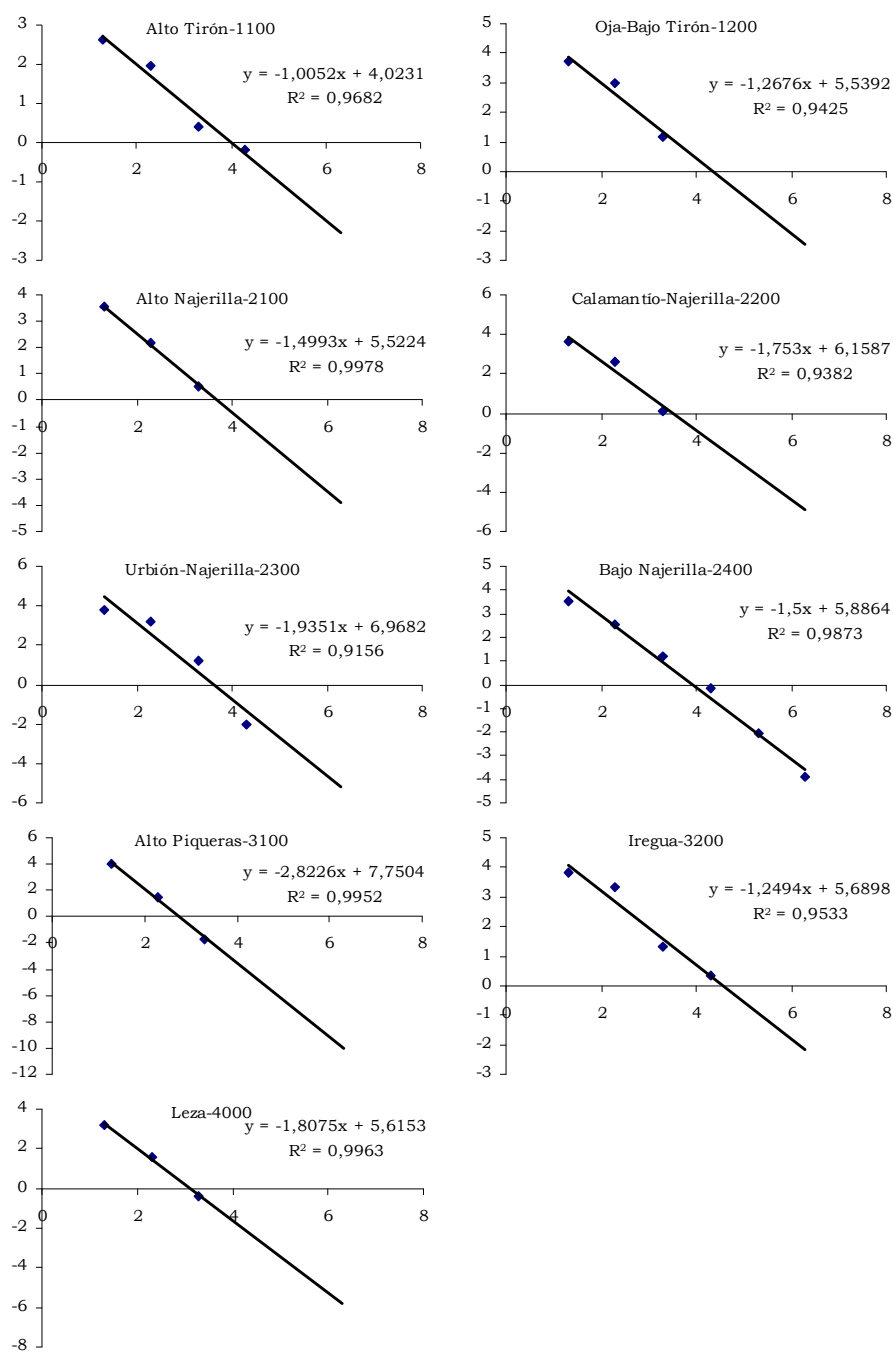 Alto Tirón-1100
y = -1,0052x + 4,0231
R² = 0,9682
3
2
1
0
-1
-2
-3
0 2 4 6 8
Oja-Bajo Tirón-1200
y = -1,2676x + 5,5392
R² = 0,9425
5
4
3
2
1
0
-1
-2
-3
0 2 4 6 8
Alto Najerilla-2100
y = -1,4993x + 5,5224
R² = 0,9978
4
3
2
1
0
-1
-2
-3
-4
-5
0 2 4 6 8
Calamantío-Najerilla-2200
y = -1,753x + 6,1587
R² = 0,9382
6
4
2
0
-2
-4
-6
0 2 4 6 8
Urbión-Najerilla-2300
y = -1,9351x + 6,9682
R² = 0,9156
6
4
2
0
-2
-4
-6
0 2 4 6 8
Bajo Najerilla-2400
y = -1,5x + 5,8864
R² = 0,9873
5
4
3
2
1
0
-1
-2
-3
-4
-5
0 2 4 6 8
Alto Piqueras-3100
y = -2,8226x + 7,7504
R² = 0,9952
6
4
2
0
-2
-4
-6
-8
-10
-12
0 2 4 6 8
Iregua-3200
y = -1,2494x + 5,6898
R² = 0,9533
5
4
3
2
1
0
-1
-2
-3
0 2 4 6 8
Leza-4000
y = -1,8075x + 5,6153
R² = 0,9963
4
2
0
-2
-4
-6
-8
0 2 4 6 8